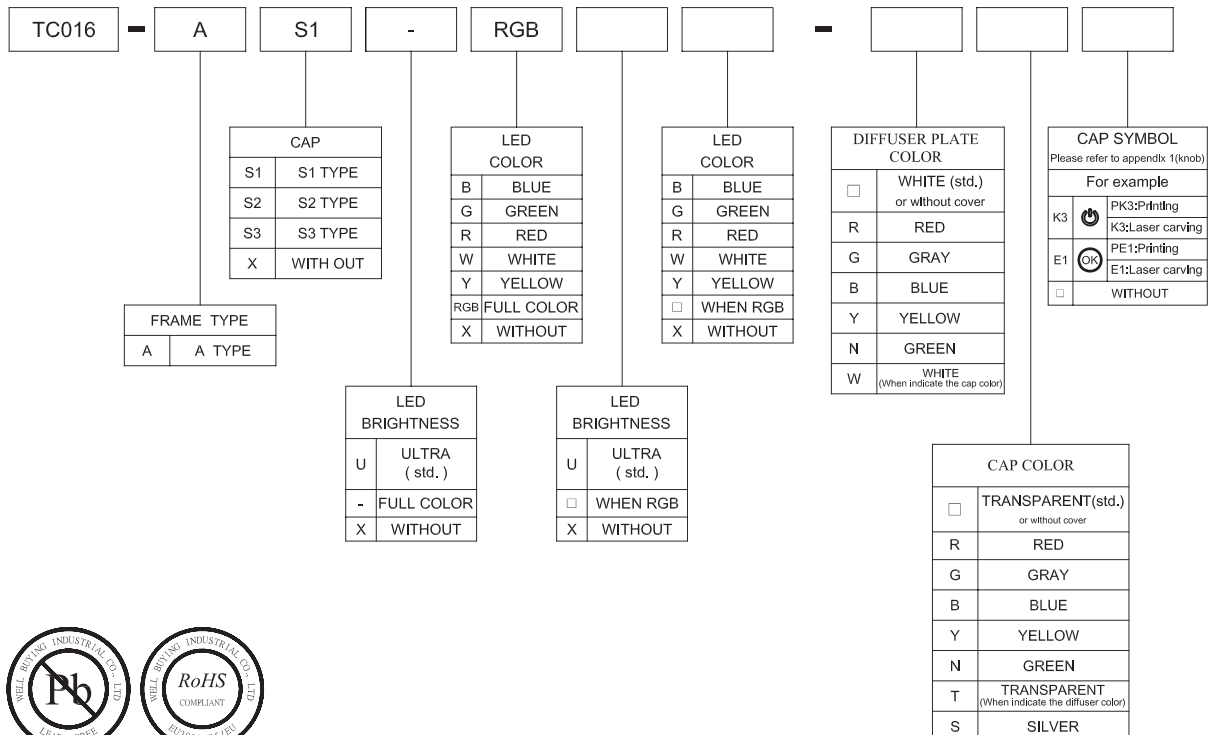 TC016 - A S1 - RGB -
CAP
S1 S1 TYPE
S2 S2 TYPE
S3 S3 TYPE
X WITH OUT
FRAME TYPE
A A TYPE
LED
COLOR
B BLUE
G GREEN
R RED
W WHITE
Y YELLOW
RGB FULL COLOR
X WITHOUT
LED
BRIGHTNESS
U ULTRA
( std. )
- FULL COLOR
X WITHOUT
LED
COLOR
B BLUE
G GREEN
R RED
W WHITE
Y YELLOW
□ WHEN RGB
X WITHOUT
LED
BRIGHTNESS
U ULTRA
( std. )
□ WHEN RGB
X WITHOUT
DIFFUSER PLATE
COLOR
□ WHITE (std.)
or without cover
R RED
G GRAY
B BLUE
Y YELLOW
N GREEN
W WHITE
(When indicate the cap color)
CAP SYMBOL
Please refer to appendix 1(knob)
For example
K3 PK3:Printing
K3:Laser carving
E1 OK PE1:Printing
E1:Laser carving
□ WITHOUT
CAP COLOR
□ TRANSPARENT(std.)
or without cover
R RED
G GRAY
B BLUE
Y YELLOW
N GREEN
T TRANSPARENT
(When indicate the diffuser color)
S SILVER
WELL BUYING INDUSTRIAL CO., LTD
Pb
WELL BUYING INDUSTRIAL CO., LTD
RoHS
COMPLIANT